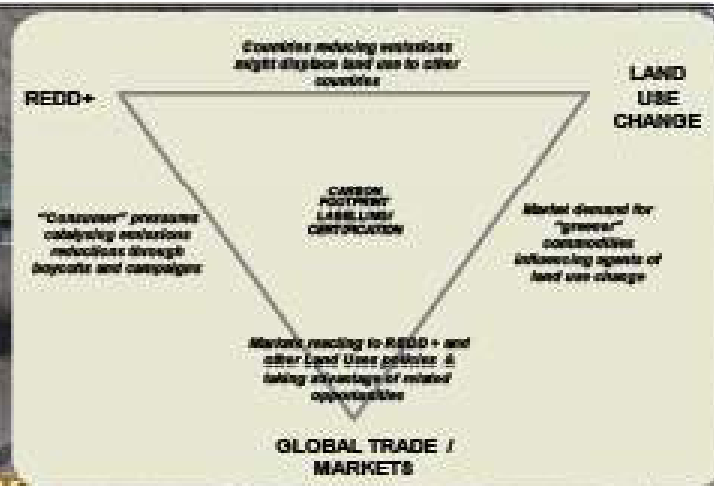 Countries reducing emissions
might displace land use to other
countries
REDD+
LAND
USE
CHANGE
CARBON
FOOTPRINT
LABELLING/
CERTIFICATION
"Consumer" pressures
catalysing emissions
reductions through
boycotts and campaigns
Market demand for
"greener"
commodities
influencing agents of
land use change
Markets reacting to REDD+ and
other Land Uses policies &
taking advantage of related
opportunities
GLOBAL TRADE /
MARKETS